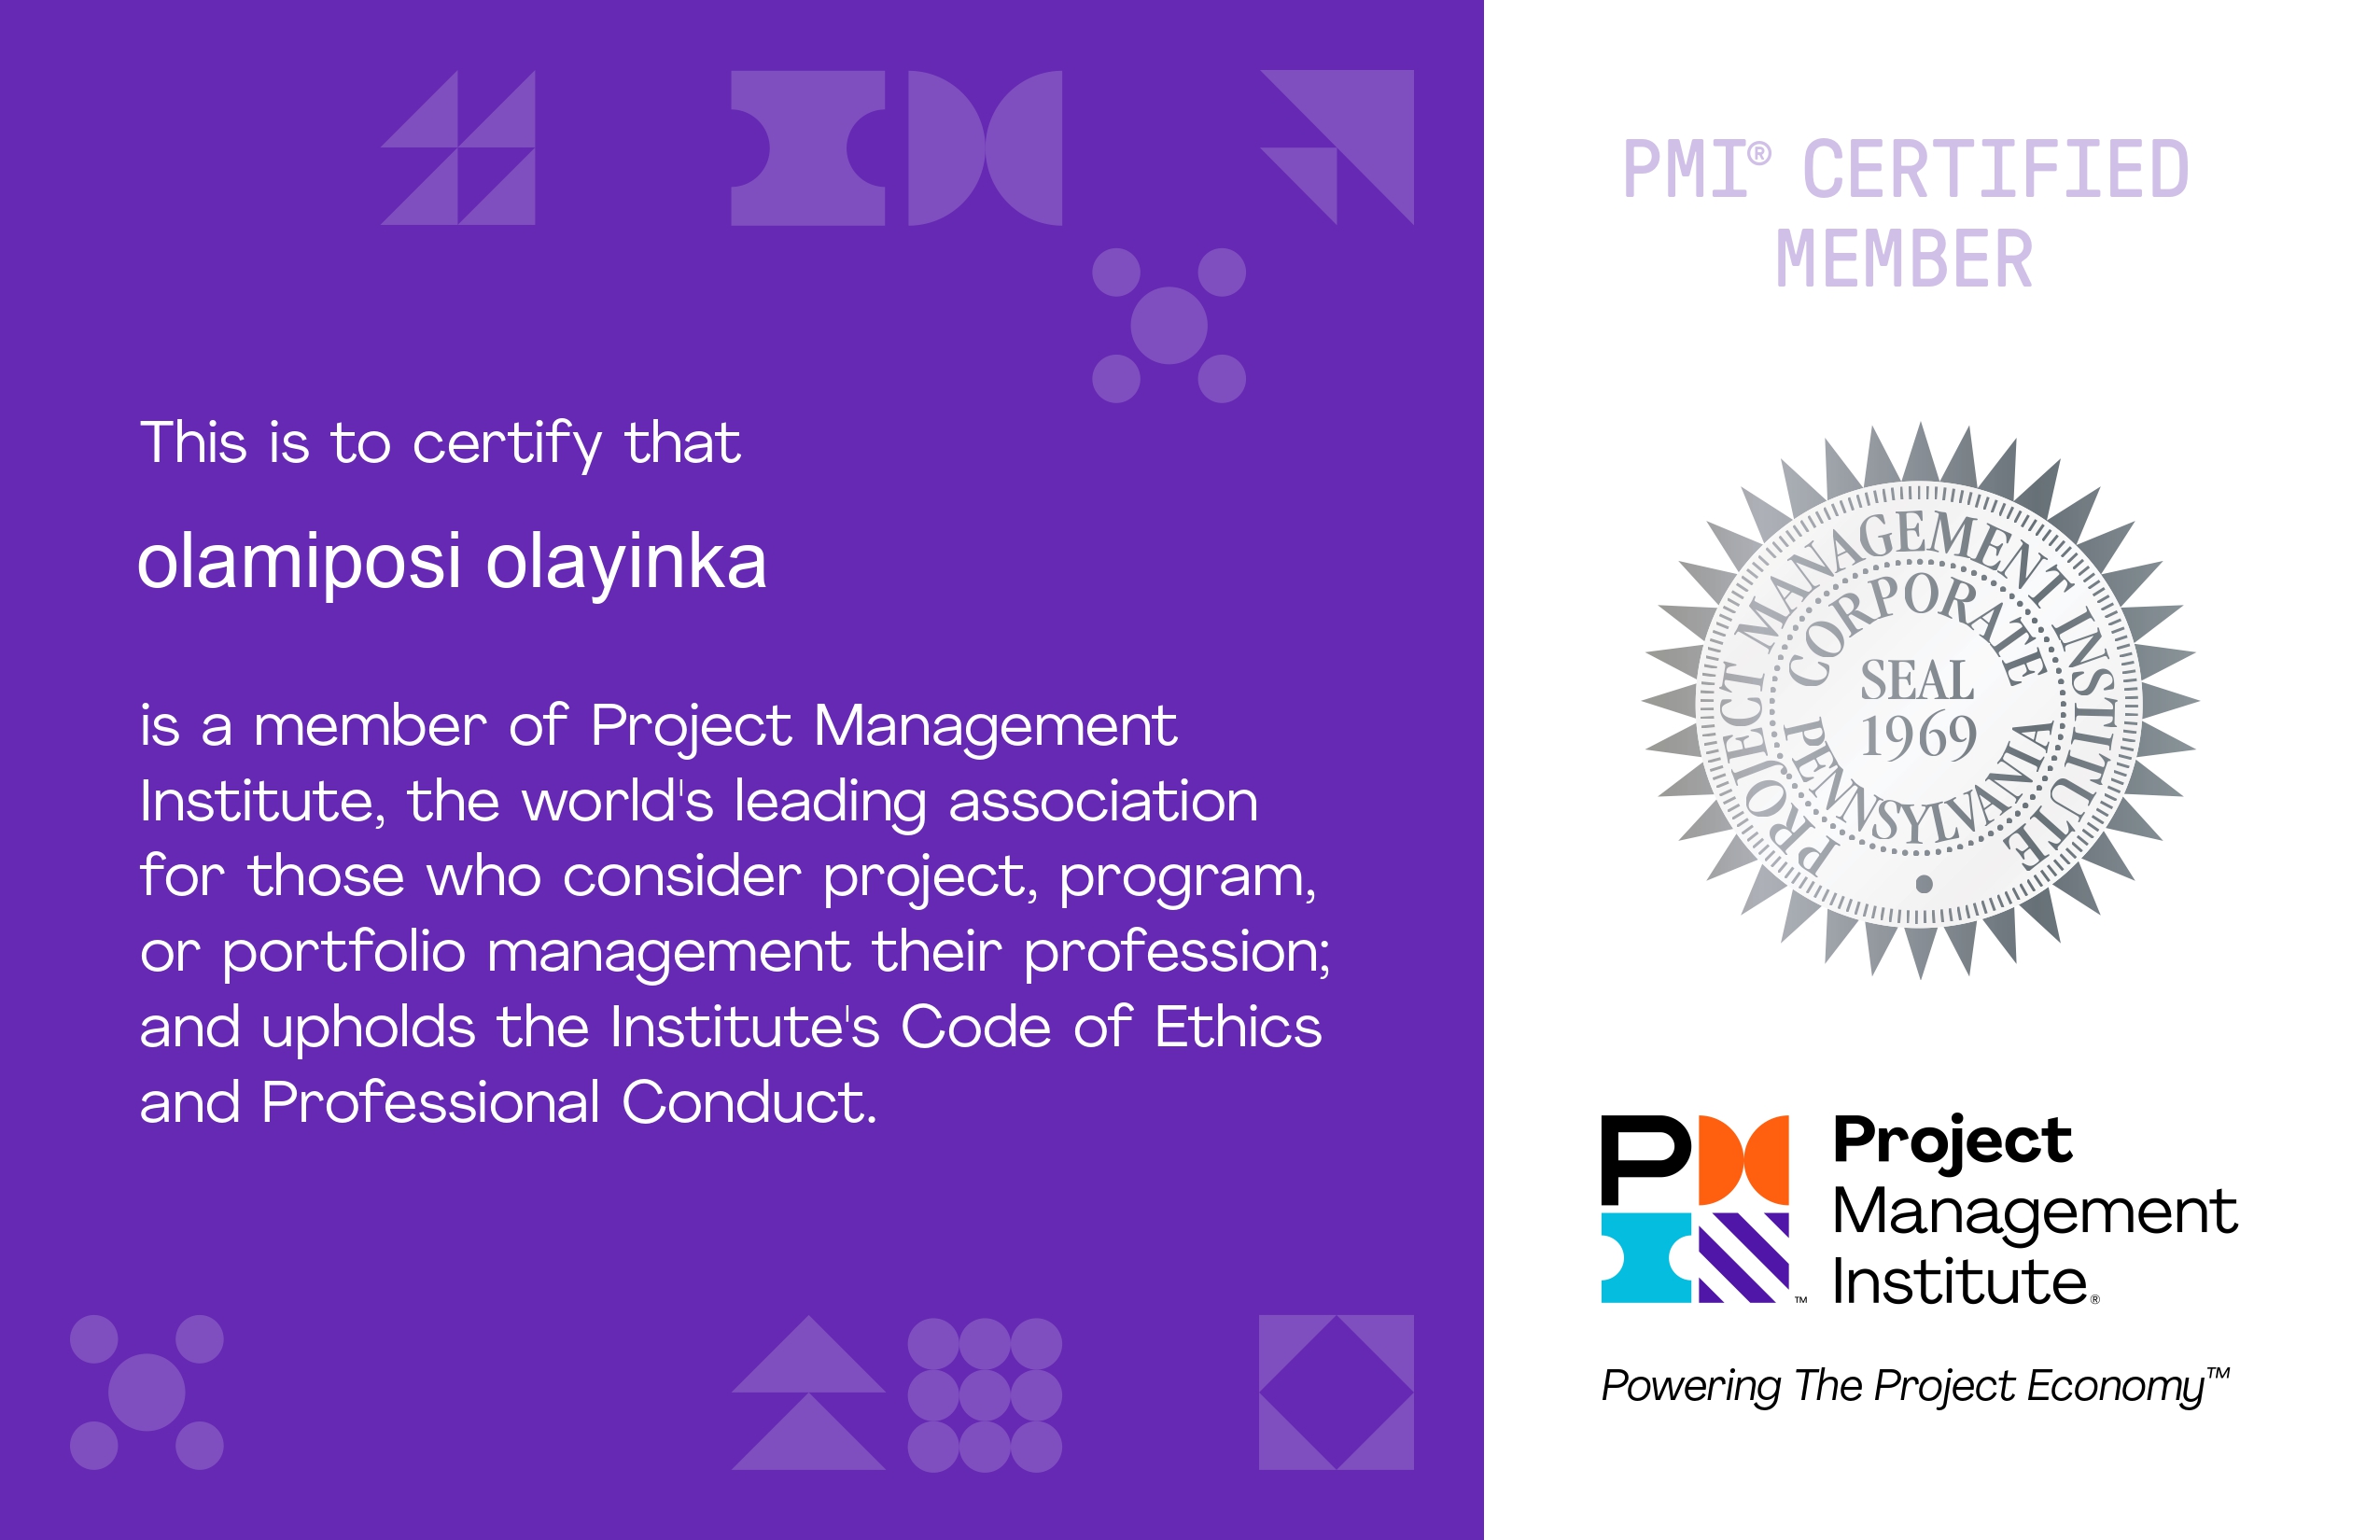 This is to certify that
olamiposi olayinka
is a member of Project Management
Institute, the world's leading association
for those who consider project, program,
or portfolio management their profession;
and upholds the Institute's Code of Ethics
and Professional Conduct.
PMI® CERTIFIED
MEMBER
PROJECT MANAGEMENT INSTITUTE
CORPORATE
SEAL
1969
PENNSYLVANIA
P
™
Project
Management
Institute®
Powering The Project Economy™